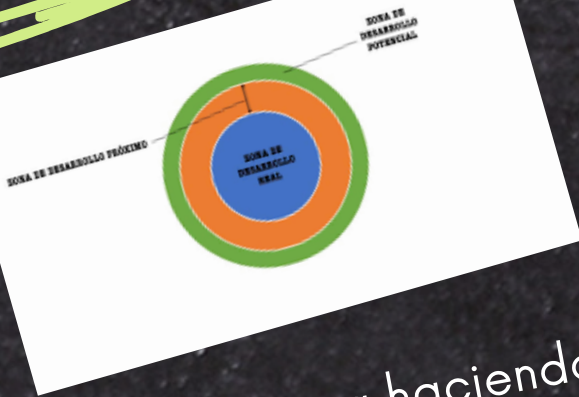 ZONA DE
DESARROLLO
POTENCIAL
ZONA DE DESARROLLO PRÓXIMO
ZONA DE
DESARROLLO
REAL
haciendo